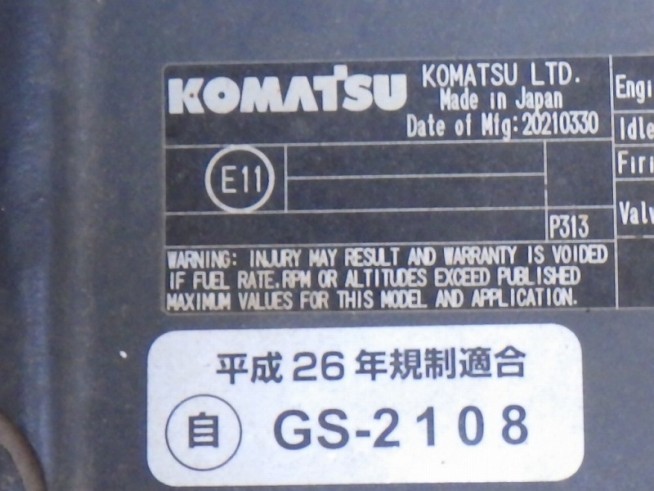 KOMATSU
KOMATSU LTD.
Made in Japan
Date of Mfg:20210330
E11
P313
WARNING: INJURY MAY RESULT AND WARRANTY IS VOIDED
IF FUEL RATE.RPM OR ALTITUDES EXCEED PUBLISHED
MAXIMUM VALUES FOR THIS MODEL AND APPLICATION.
Engi
Idle
Firi
Valv
平成26年規制適合
自 GS-2108